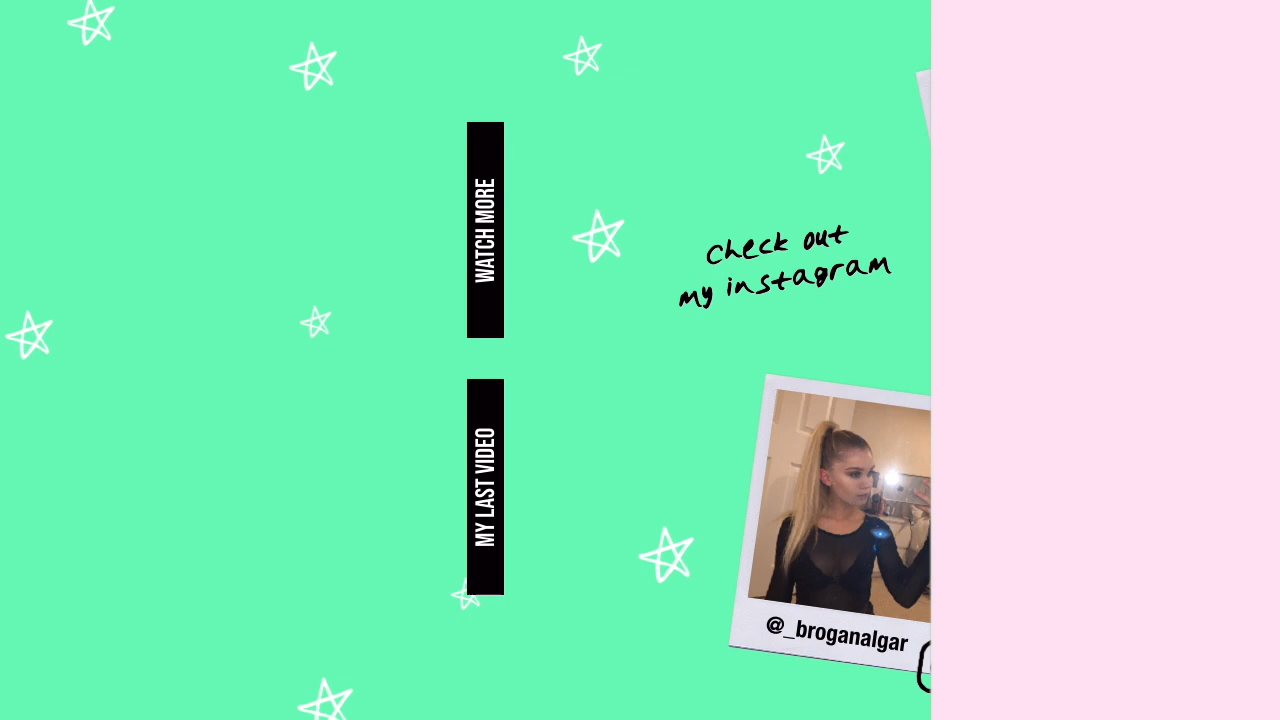 WATCH MORE
check out
my instagram
MY LAST VIDEO
@_broganalgar